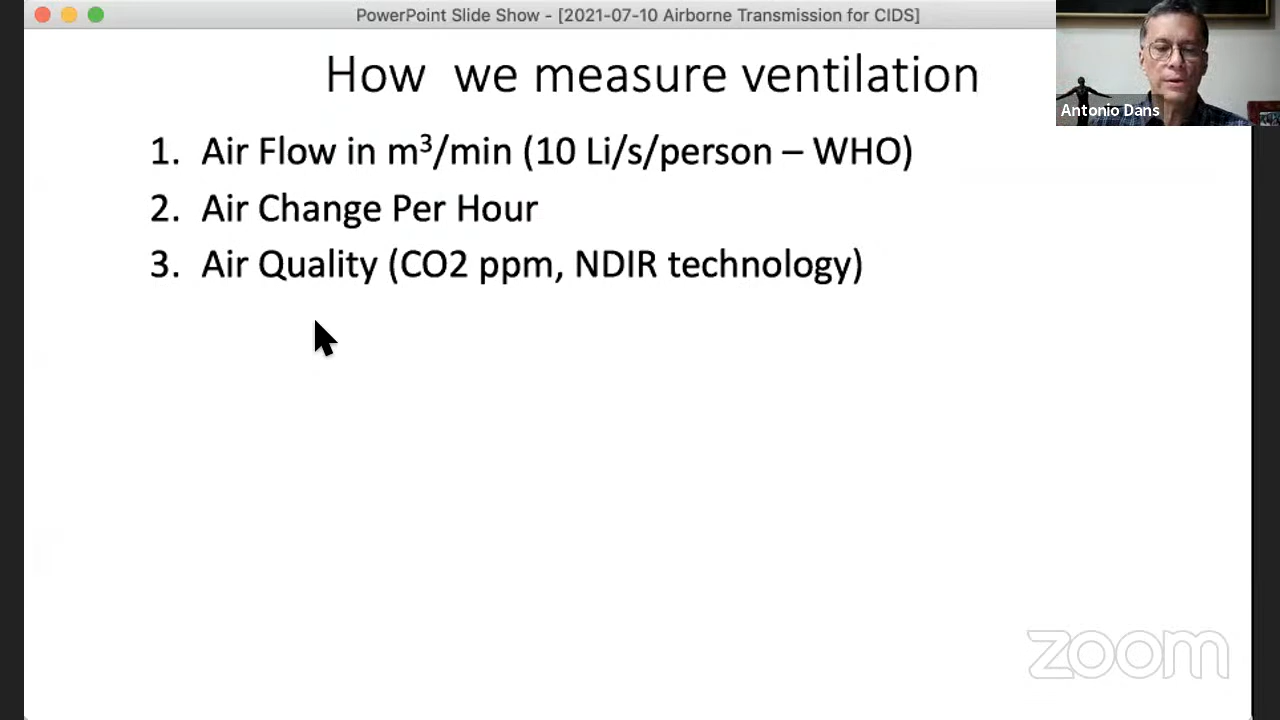 PowerPoint Slide Show - [2021-07-10 Airborne Transmission for CIDS]
How we measure ventilation
Antonio Dans
1. Air Flow in m³/min (10 Li/s/person – WHO)
2. Air Change Per Hour
3. Air Quality (CO2 ppm, NDIR technology)
zoom